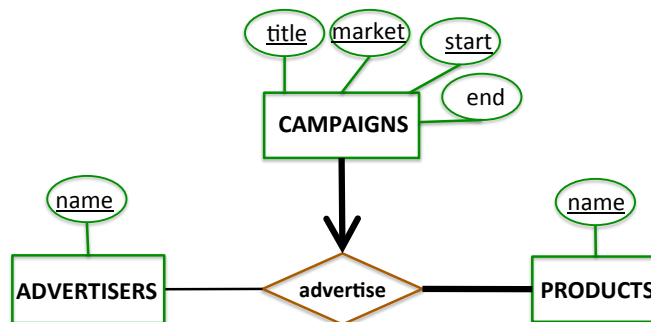 title
market
start
end
CAMPAIGNS
name
name
ADVERTISERS
advertise
PRODUCTS